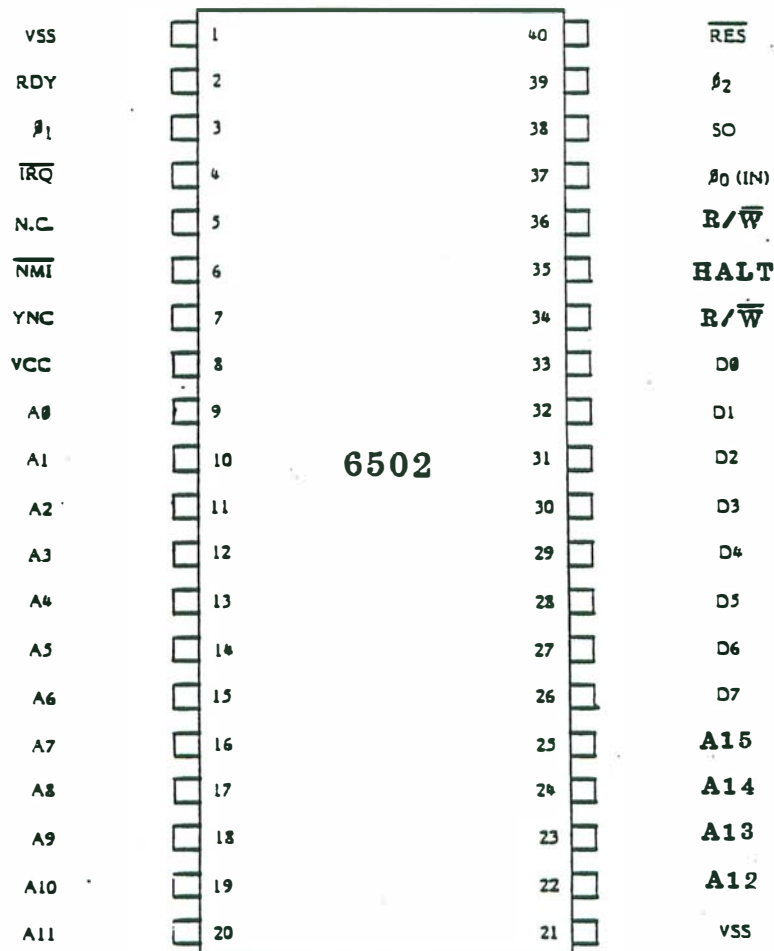 VSS 1 40 R̅E̅S̅
RDY 2 39 ø2
ø1 3 38 SO
I̅R̅Q̅ 4 37 ø0 (IN)
N.C. 5 36 R/W̅
N̅M̅I̅ 6 35 HALT
YNC 7 34 R/W̅
VCC 8 33 D0
A0 9 32 D1
A1 10 6502 31 D2
A2 11 30 D3
A3 12 29 D4
A4 13 28 D5
A5 14 27 D6
A6 15 26 D7
A7 16 25 A15
A8 17 24 A14
A9 18 23 A13
A10 19 22 A12
A11 20 21 VSS